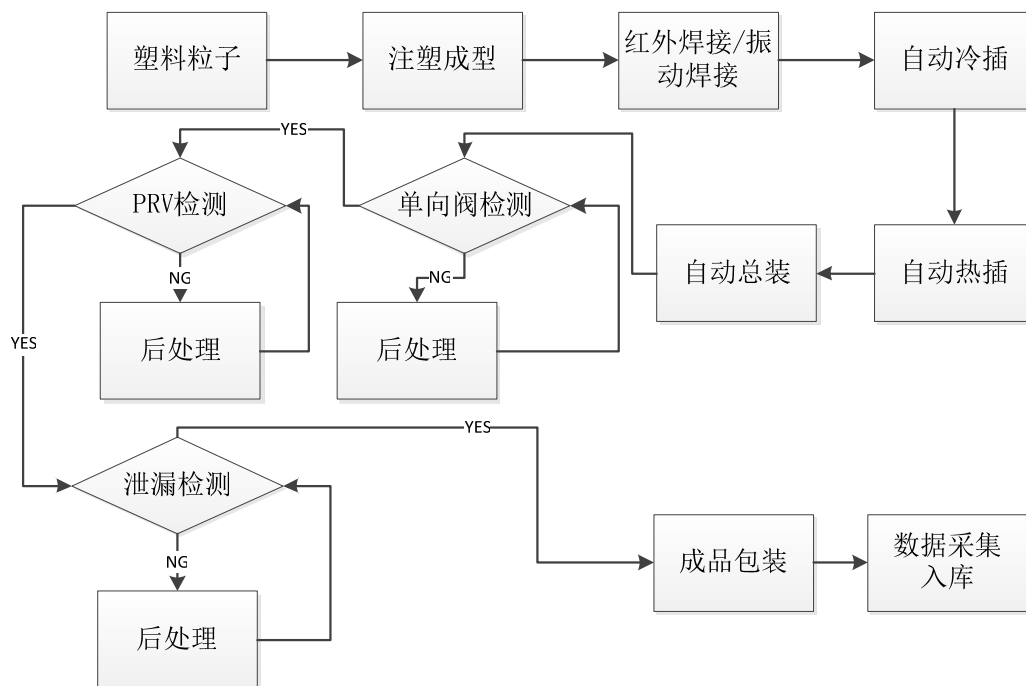 塑料粒子
注塑成型
红外焊接/振
动焊接
自动冷插
YES
PRV检测
单向阀检测
自动总装
自动热插
NG
NG
后处理
后处理
YES
YES
泄漏检测
NG
后处理
成品包装
数据采集
入库